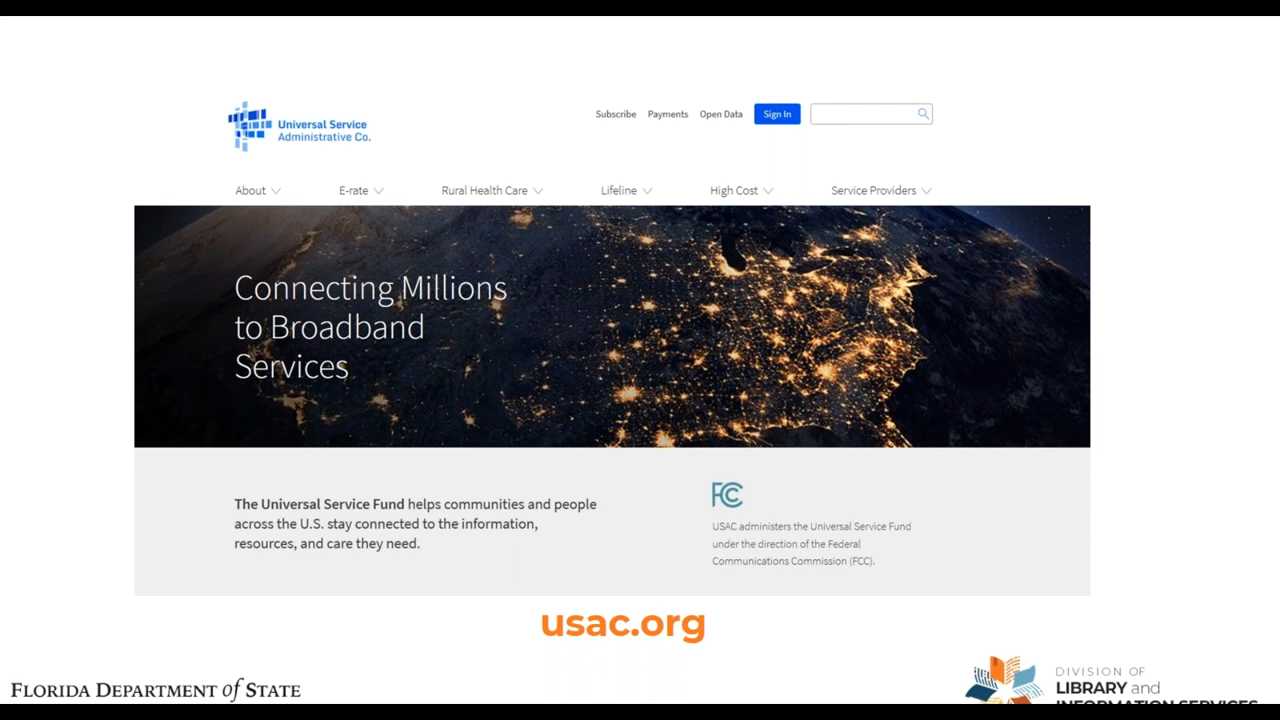 Universal Service
Administrative Co.
Subscribe Payments Open Data Sign In
About E-rate Rural Health Care Lifeline High Cost Service Providers
Connecting Millions
to Broadband
Services
The Universal Service Fund helps communities and people
across the U.S. stay connected to the information,
resources, and care they need.
FCC
USAC administers the Universal Service Fund
under the direction of the Federal
Communications Commission (FCC).
usac.org
FLORIDA DEPARTMENT of STATE
DIVISION OF
LIBRARY and
INFORMATION SERVICES